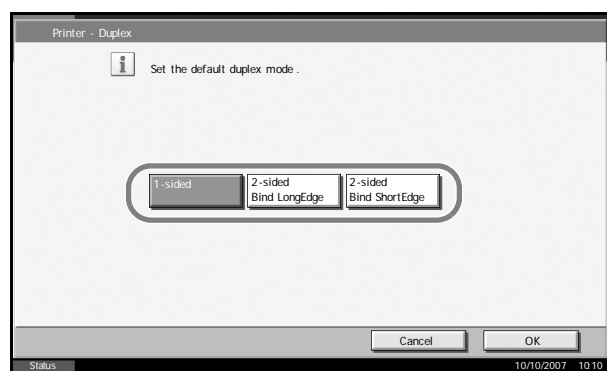 Printer - Duplex
i
Set the default duplex mode .
1-sided
2-sided
Bind LongEdge
2-sided
Bind ShortEdge
Cancel
OK
Status
10/10/2007 10:10